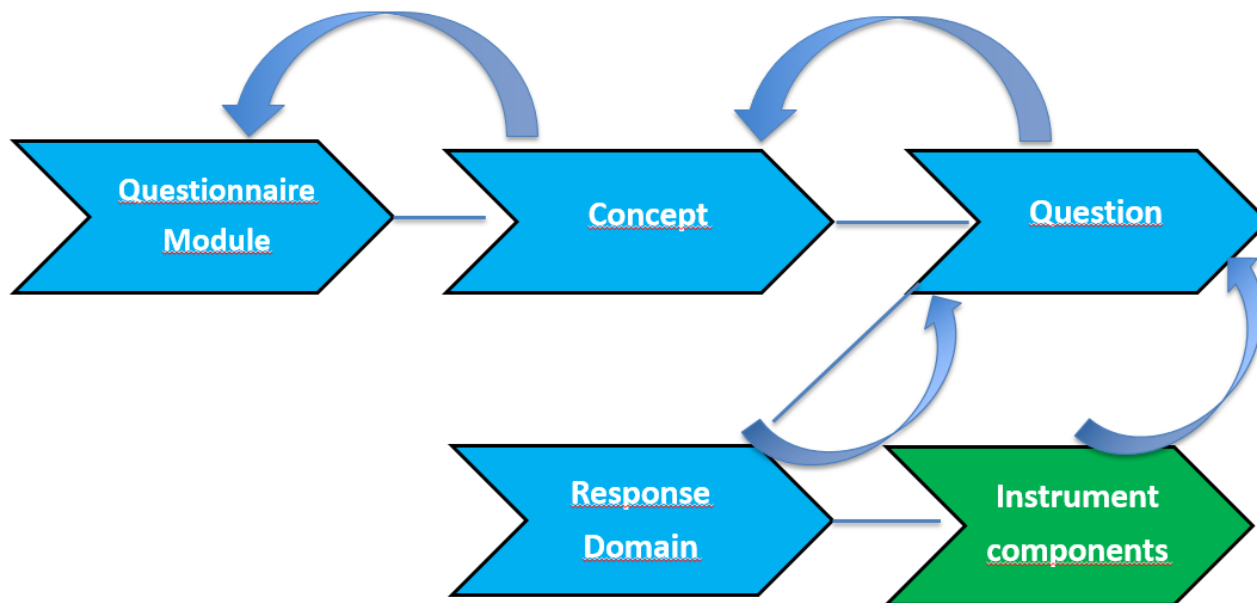 Questionnaire
Module
Concept
Question
Response
Domain
Instrument
components